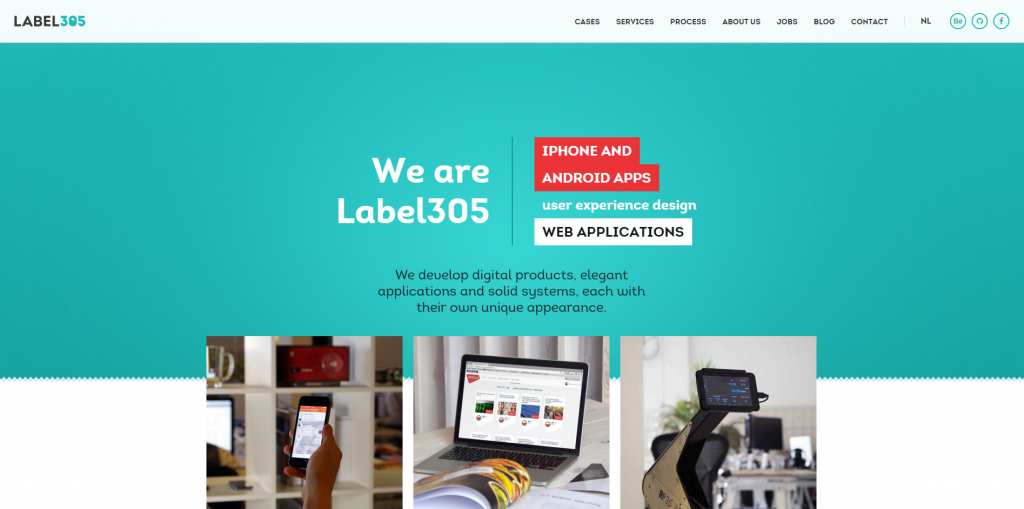 LABEL305
CASES SERVICES PROCESS ABOUT US JOBS BLOG CONTACT NL Bē
We are
Label305
IPHONE AND
ANDROID APPS
user experience design
WEB APPLICATIONS
We develop digital products, elegant
applications and solid systems, each with
their own unique appearance.